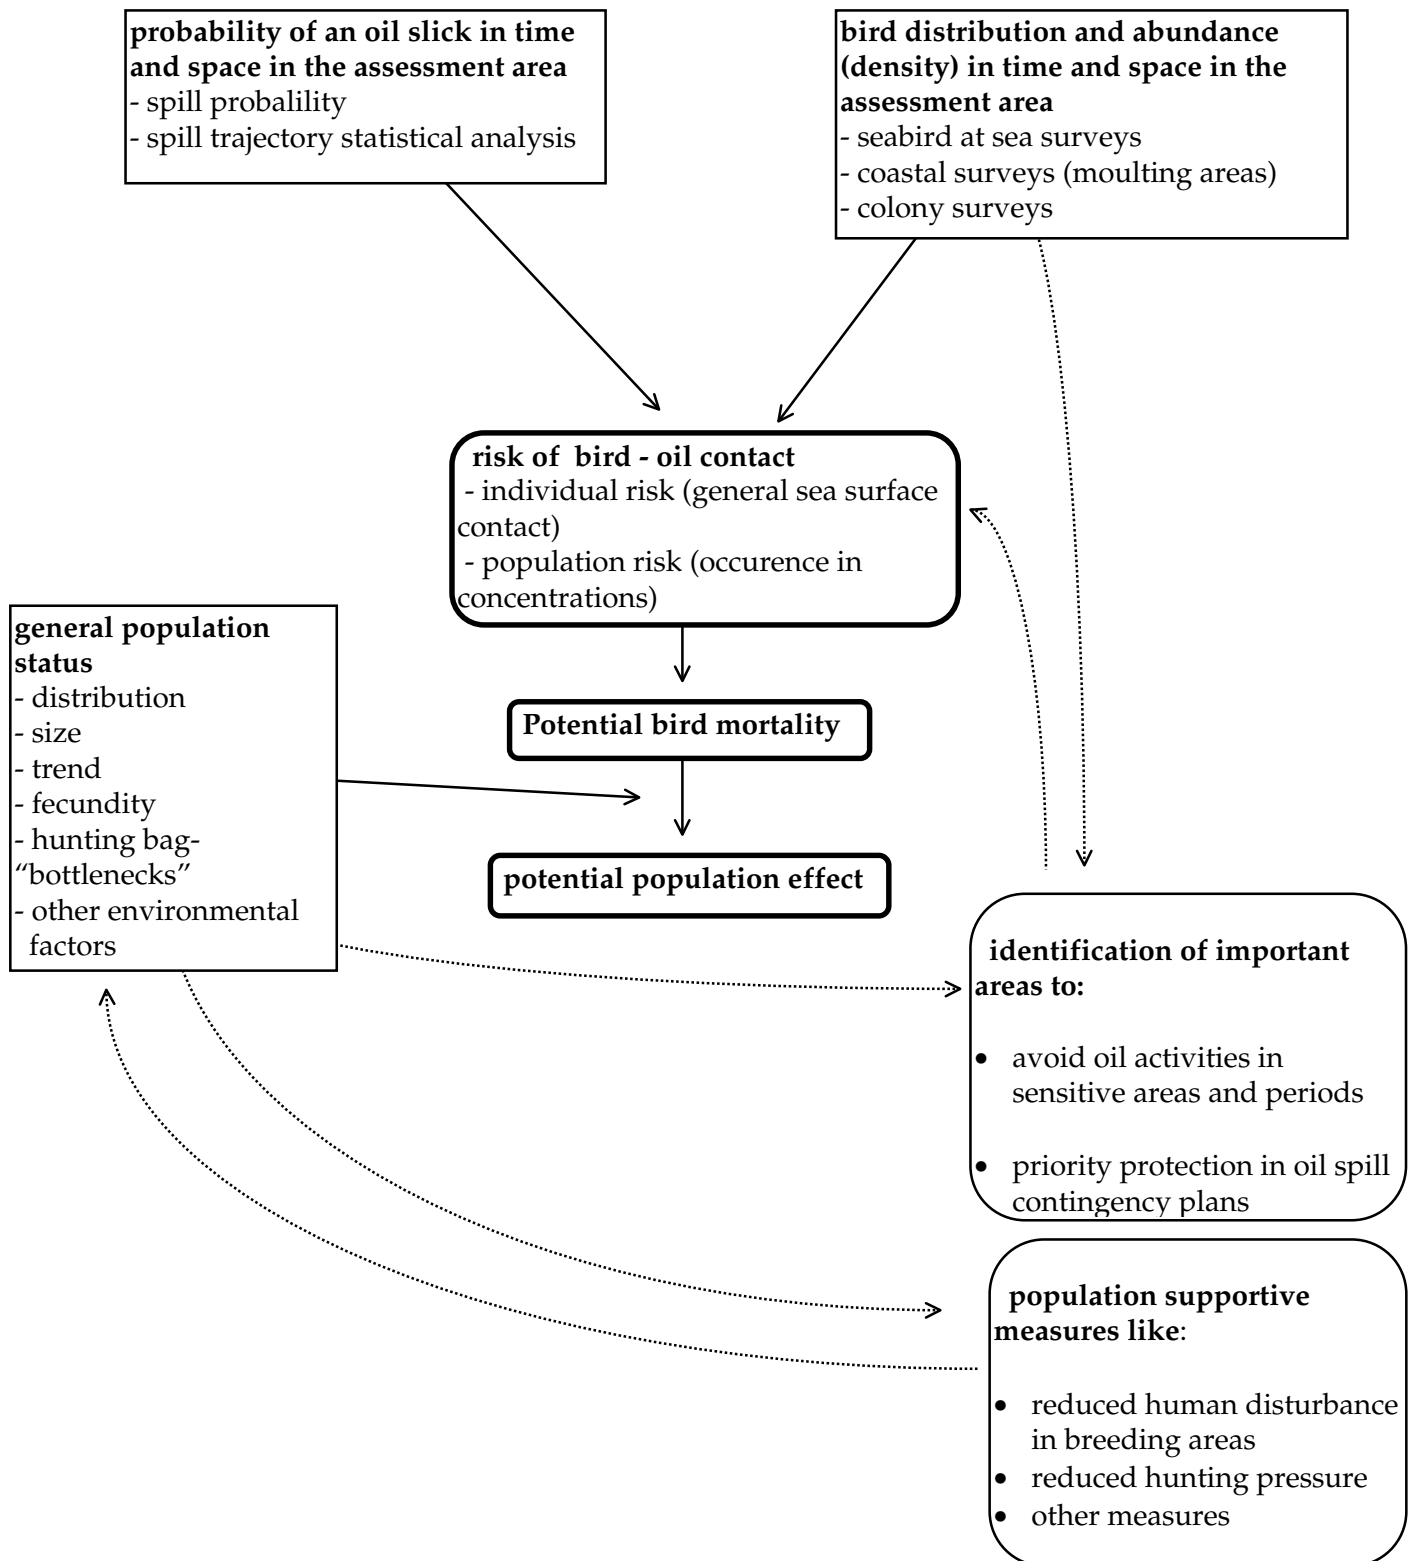 probability of an oil slick in time
and space in the assessment area
- spill probalility
- spill trajectory statistical analysis
bird distribution and abundance
(density) in time and space in the
assessment area
- seabird at sea surveys
- coastal surveys (moulting areas)
- colony surveys
risk of  bird - oil contact
- individual risk (general sea surface
contact)
- population risk (occurence in
concentrations)
general population
status
- distribution
- size
- trend
- fecundity
- hunting bag-
“bottlenecks”
- other environmental
factors
Potential bird mortality
potential population effect
identification of important
areas to:
• avoid oil activities in
sensitive areas and periods
• priority protection in oil spill
contingency plans
population supportive
measures like:
• reduced human disturbance
in breeding areas
• reduced hunting pressure
• other measures